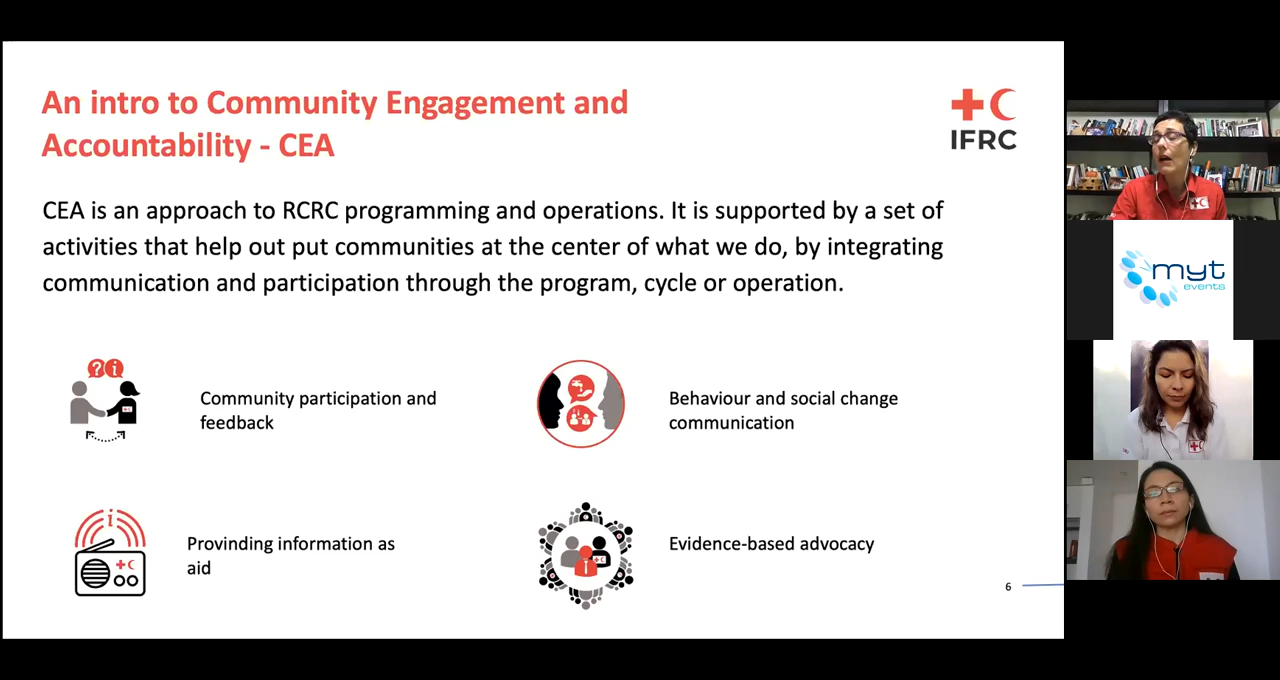 An intro to Community Engagement and
Accountability - CEA
IFRC
CEA is an approach to RCRC programming and operations. It is supported by a set of
activities that help out put communities at the center of what we do, by integrating
communication and participation through the program, cycle or operation.
? i
Community participation and
feedback
Behaviour and social change
communication
i
Provinding information as
aid
Evidence-based advocacy
6
myt
events